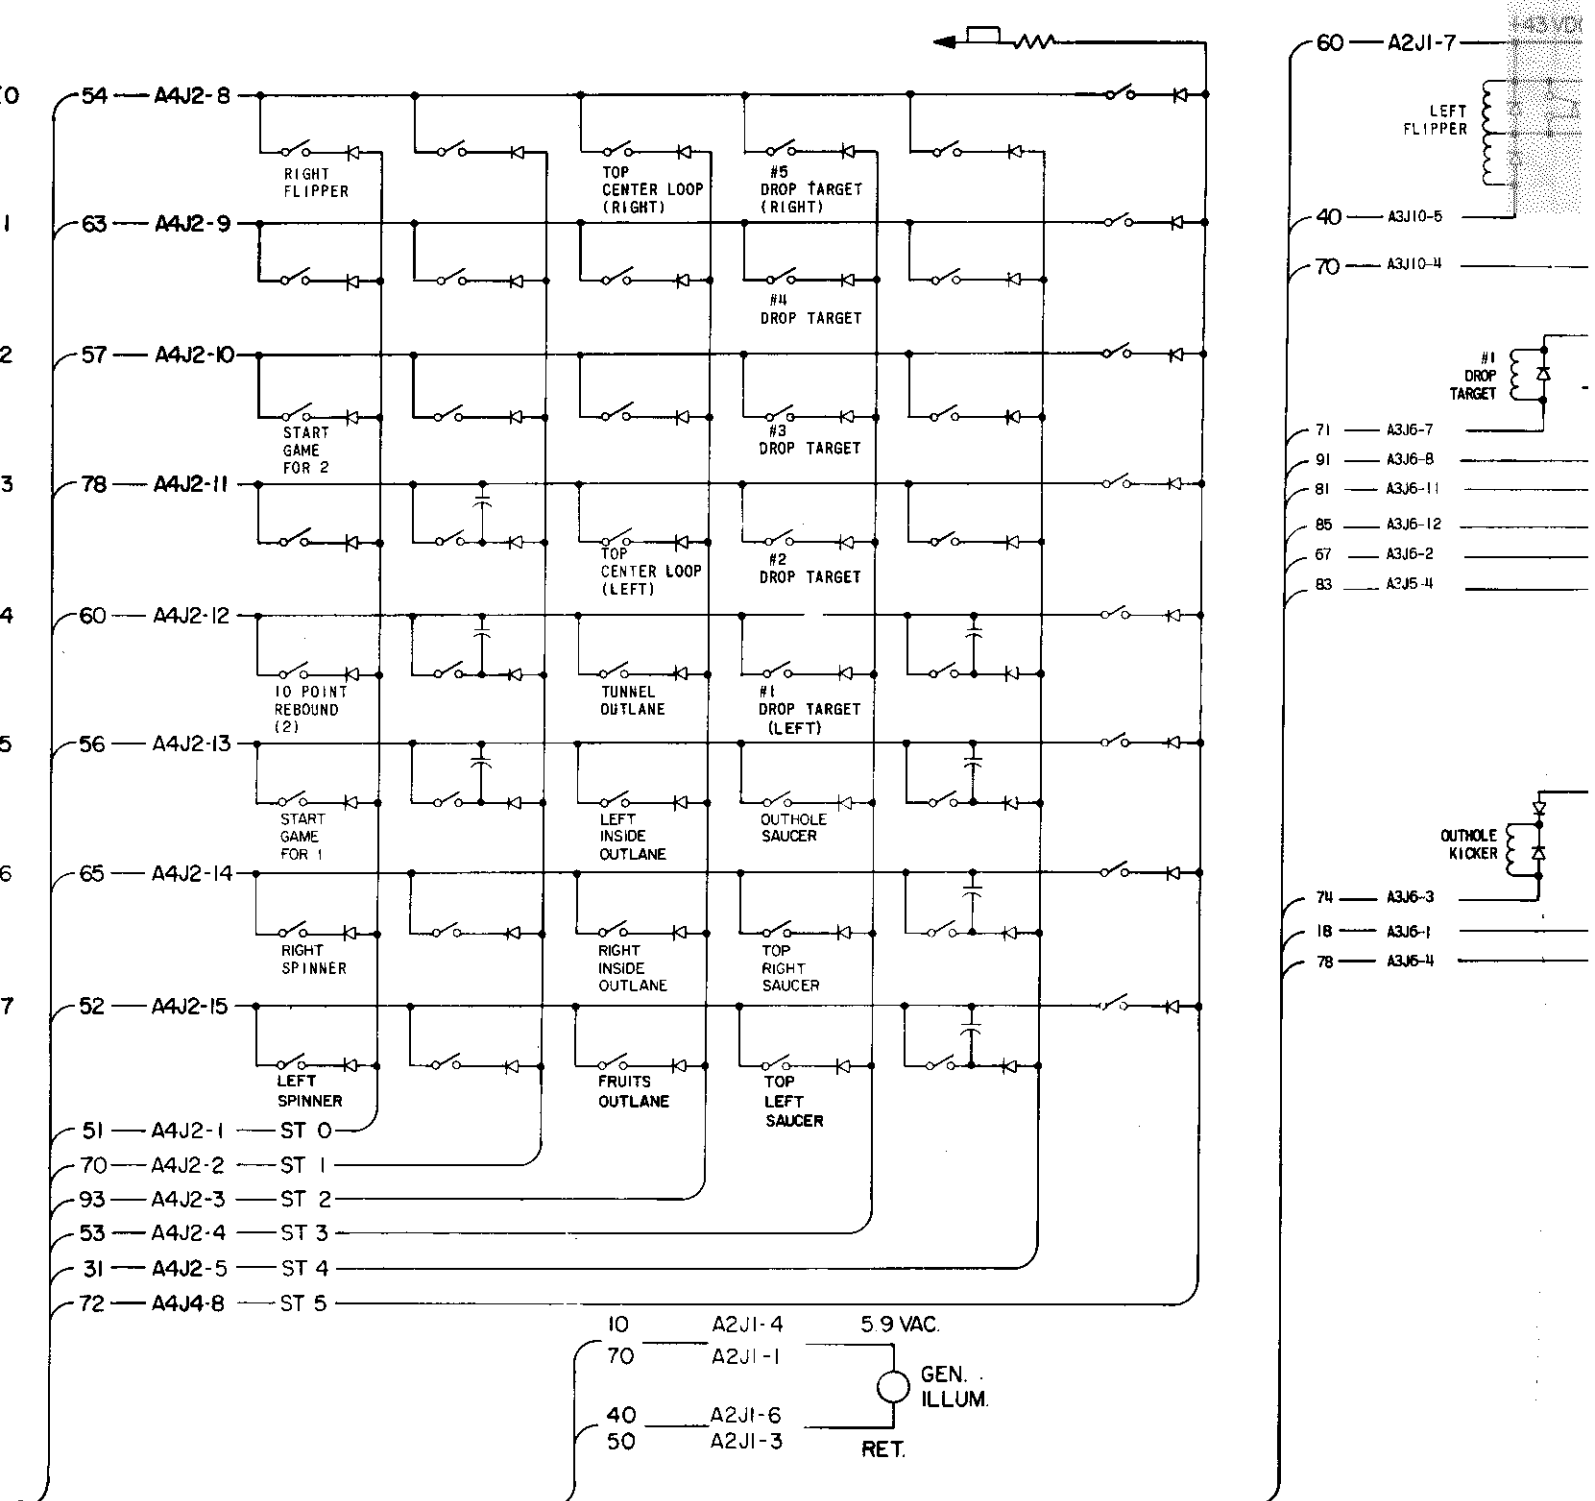 60 A2J1-7
54 A4J2-8
LEFT
FLIPPER
RIGHT
FLIPPER
TOP
CENTER LOOP
(RIGHT)
#5
DROP TARGET
(RIGHT)
1 63 A4J2-9
40 A3J10-5
70 A3J10-4
#4
DROP TARGET
2 57 A4J2-10
#1
DROP
TARGET
START
GAME
FOR 2
#3
DROP TARGET
71 A3J6-7
91 A3J6-8
3 78 A4J2-11
81 A3J6-11
85 A3J6-12
67 A3J6-2
83 A3J5-4
TOP
CENTER LOOP
(LEFT)
#2
DROP TARGET
4 60 A4J2-12
10 POINT
REBOUND
(2)
TUNNEL
OUTLANE
#1
DROP TARGET
(LEFT)
5 56 A4J2-13
START
GAME
FOR 1
LEFT
INSIDE
OUTLANE
OUTHOLE
SAUCER
OUTHOLE
KICKER
6 65 A4J2-14
74 A3J6-3
18 A3J6-1
78 A3J6-4
RIGHT
SPINNER
RIGHT
INSIDE
OUTLANE
TOP
RIGHT
SAUCER
7 52 A4J2-15
LEFT
SPINNER
FRUITS
OUTLANE
TOP
LEFT
SAUCER
51 A4J2-1 ST 0
70 A4J2-2 ST 1
93 A4J2-3 ST 2
53 A4J2-4 ST 3
31 A4J2-5 ST 4
72 A4J4-8 ST 5
10 A2J1-4 5.9 VAC.
70 A2J1-1
GEN.
ILLUM.
40 A2J1-6
50 A2J1-3
RET.